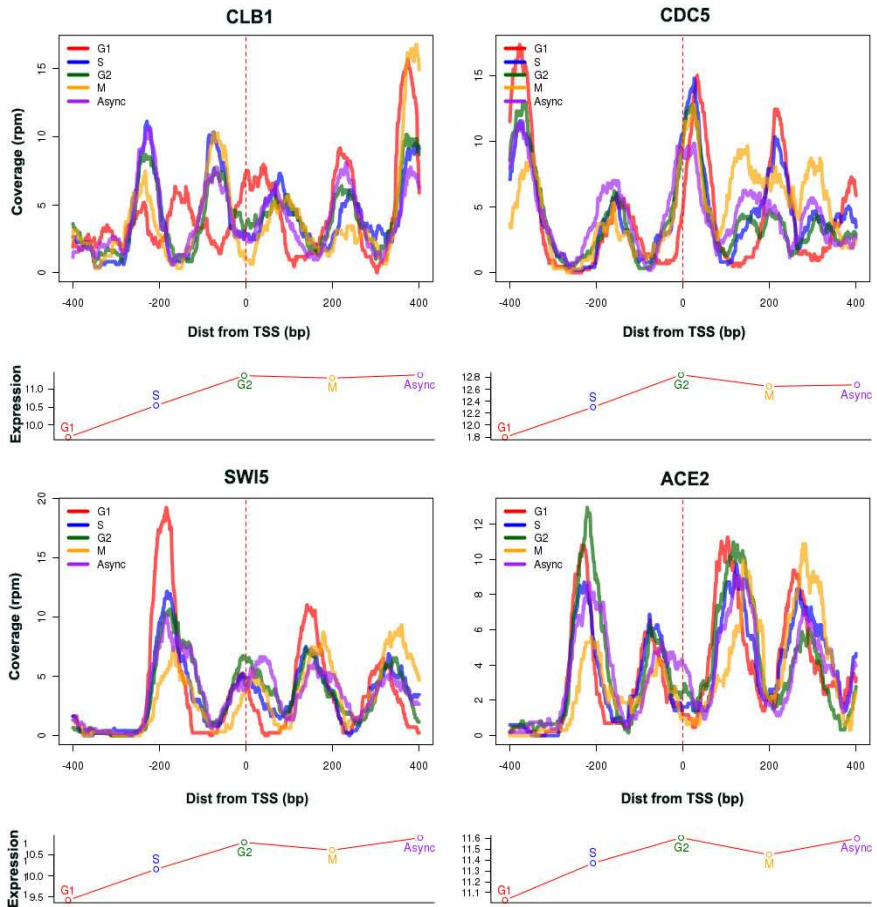 CLB1
G1
S
G2
M
Async
Coverage (rpm)
15
10
5
0
-400 -200 0 200 400
Dist from TSS (bp)
Expression
11.0
10.5
10.0
G1 S G2 M Async
CDC5
G1
S
G2
M
Async
15
10
5
0
-400 -200 0 200 400
Dist from TSS (bp)
12.8
12.6
12.4
12.2
12.0
11.8
G1 S G2 M Async
SWI5
G1
S
G2
M
Async
Coverage (rpm)
20
15
10
5
0
-400 -200 0 200 400
Dist from TSS (bp)
Expression
10.5
10.0
9.5
G1 S G2 M Async
ACE2
G1
S
G2
M
Async
12
10
8
6
4
2
0
-400 -200 0 200 400
Dist from TSS (bp)
11.6
11.5
11.4
11.3
11.2
11.1
G1 S G2 M Async